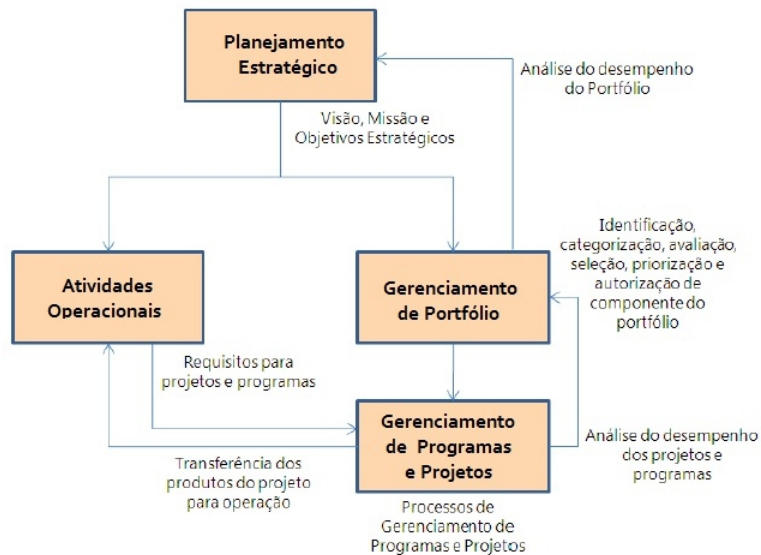 Planejamento
Estratégico
Análise do desempenho
do Portfólio
Visão, Missão e
Objetivos Estratégicos
Identificação,
categorização, avaliação,
seleção, priorização e
autorização de
componente do
portfólio
Atividades
Operacionais
Gerenciamento
de Portfólio
Requisitos para
projetos e programas
Gerenciamento
de Programas
e Projetos
Análise do desempenho
dos projetos e
programas
Transferência dos
produtos do projeto
para operação
Processos de
Gerenciamento de
Programas e Projetos